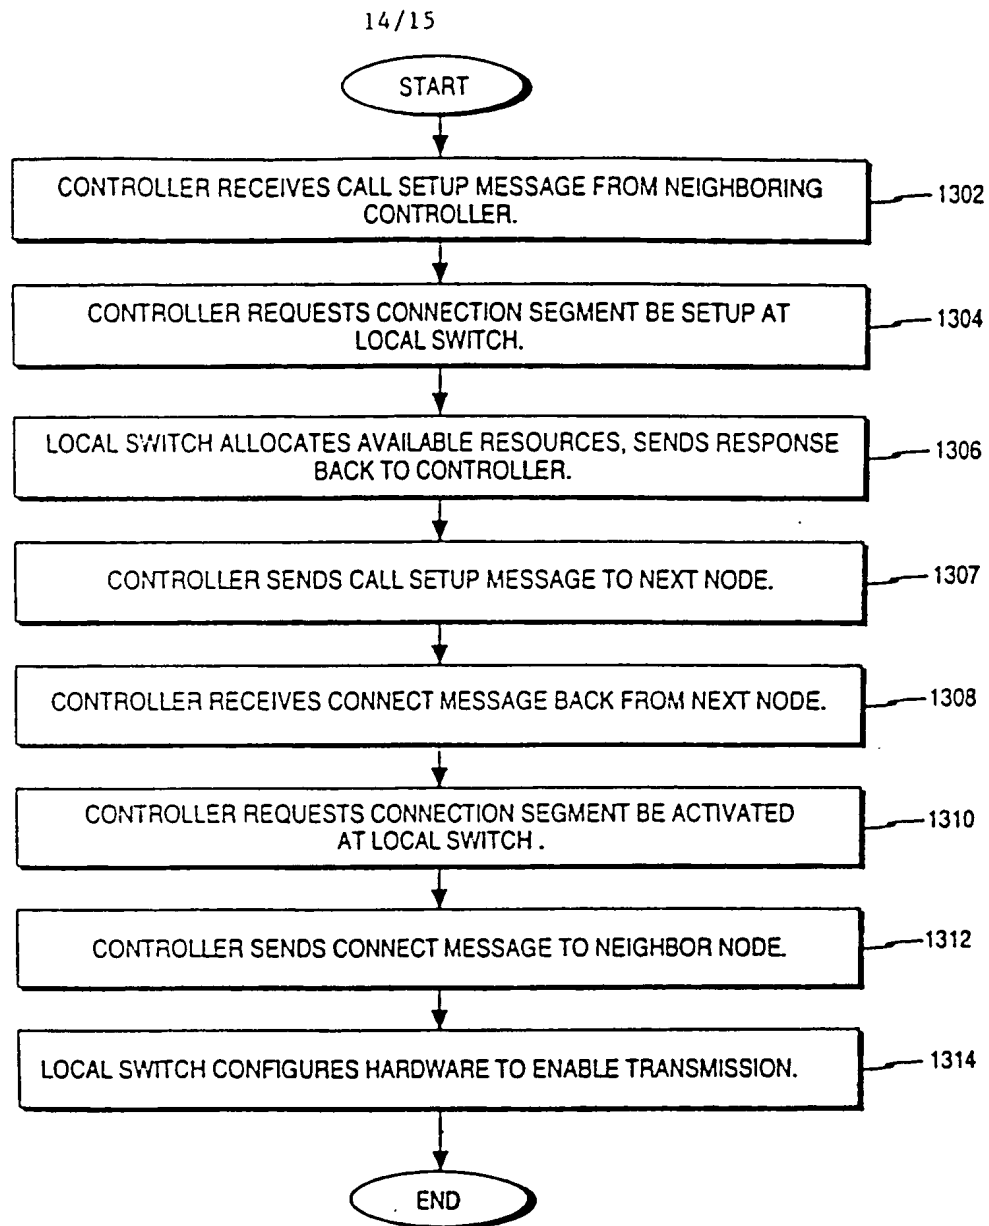 14/15
START
CONTROLLER RECEIVES CALL SETUP MESSAGE FROM NEIGHBORING
CONTROLLER.
1302
CONTROLLER REQUESTS CONNECTION SEGMENT BE SETUP AT
LOCAL SWITCH.
1304
LOCAL SWITCH ALLOCATES AVAILABLE RESOURCES, SENDS RESPONSE
BACK TO CONTROLLER.
1306
CONTROLLER SENDS CALL SETUP MESSAGE TO NEXT NODE.
1307
CONTROLLER RECEIVES CONNECT MESSAGE BACK FROM NEXT NODE.
1308
CONTROLLER REQUESTS CONNECTION SEGMENT BE ACTIVATED
AT LOCAL SWITCH.
1310
CONTROLLER SENDS CONNECT MESSAGE TO NEIGHBOR NODE.
1312
LOCAL SWITCH CONFIGURES HARDWARE TO ENABLE TRANSMISSION.
1314
END